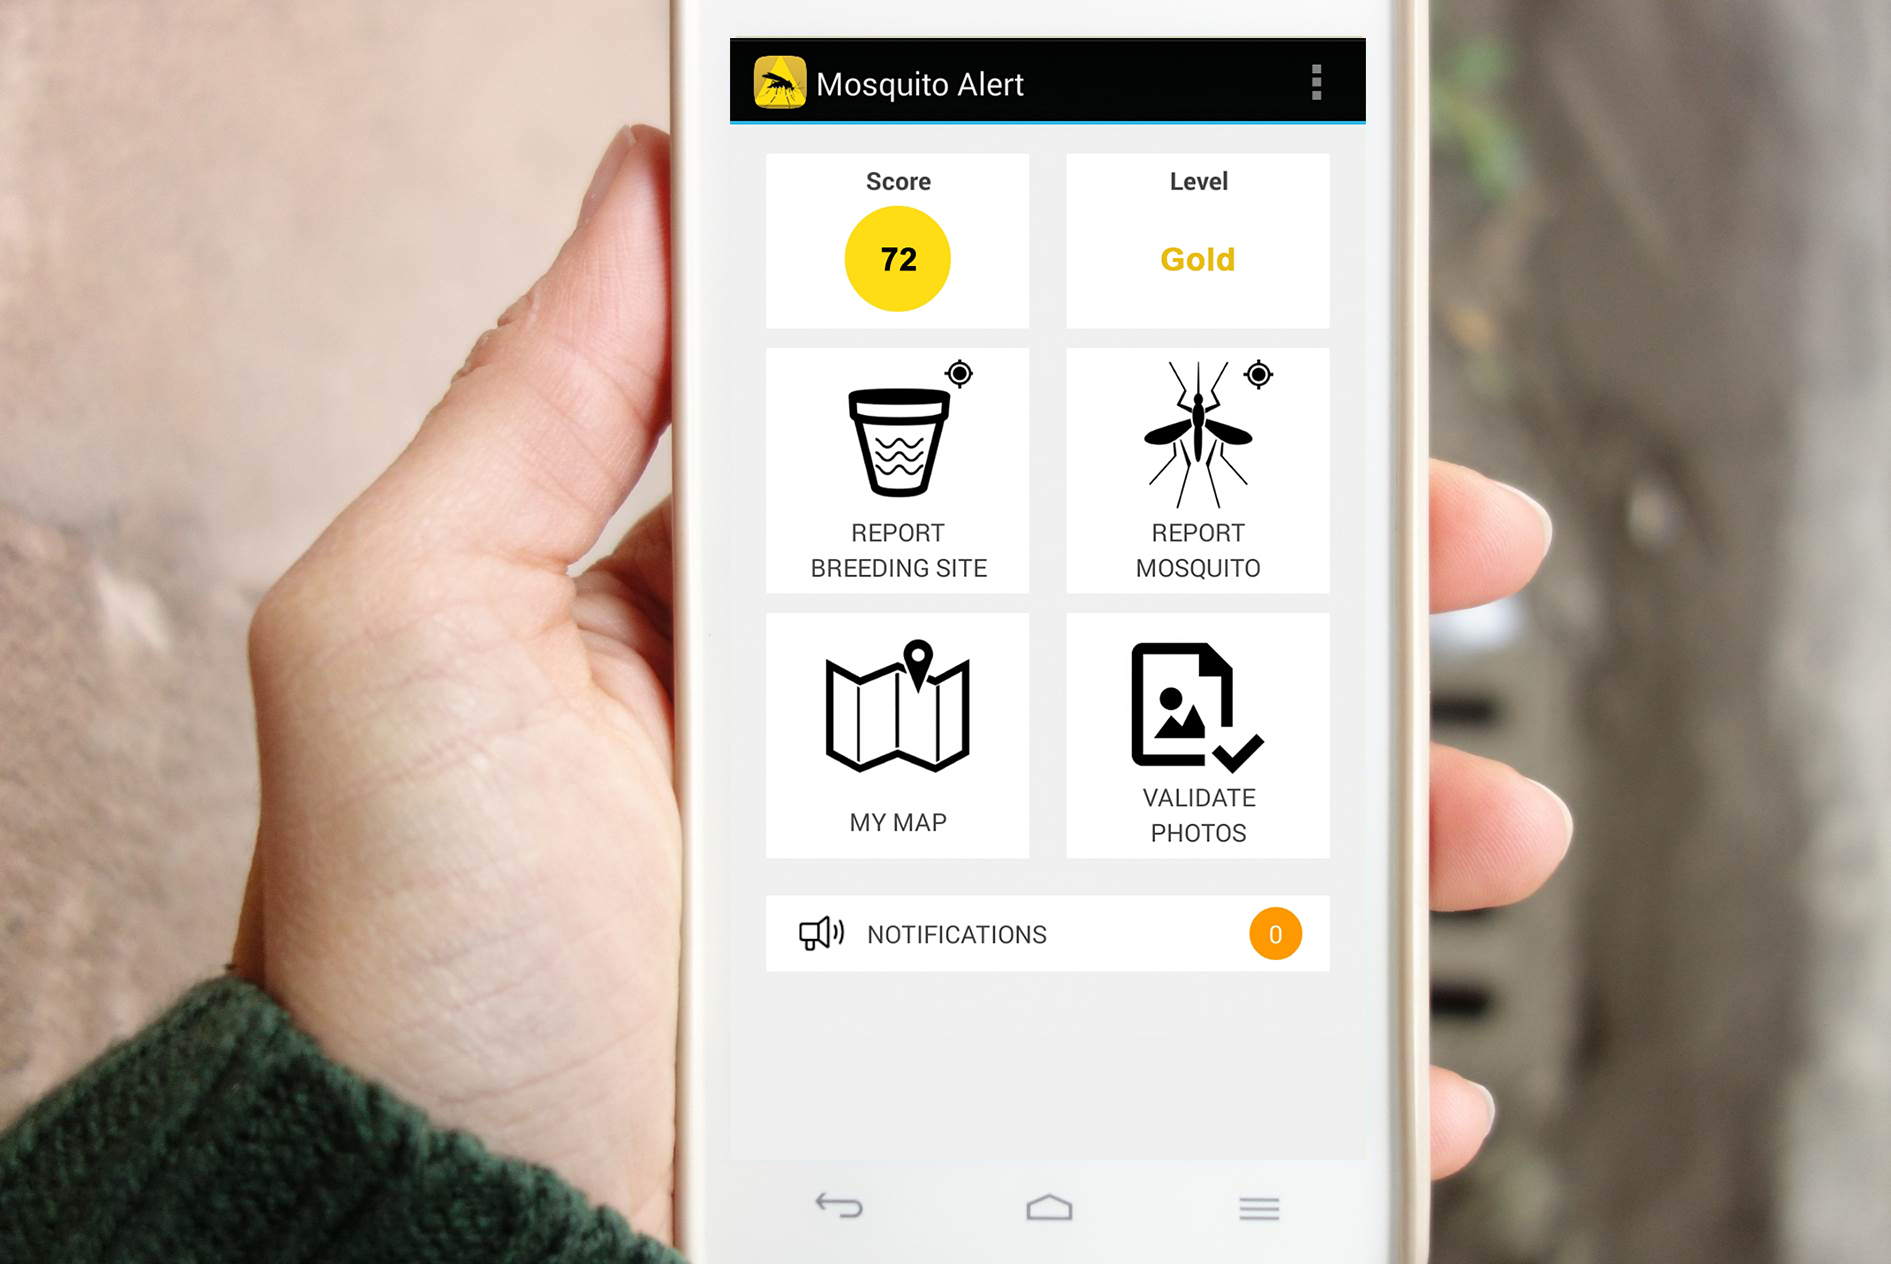 Mosquito Alert
Score
72
Level
Gold
REPORT
BREEDING SITE
REPORT
MOSQUITO
MY MAP
VALIDATE
PHOTOS
NOTIFICATIONS
0